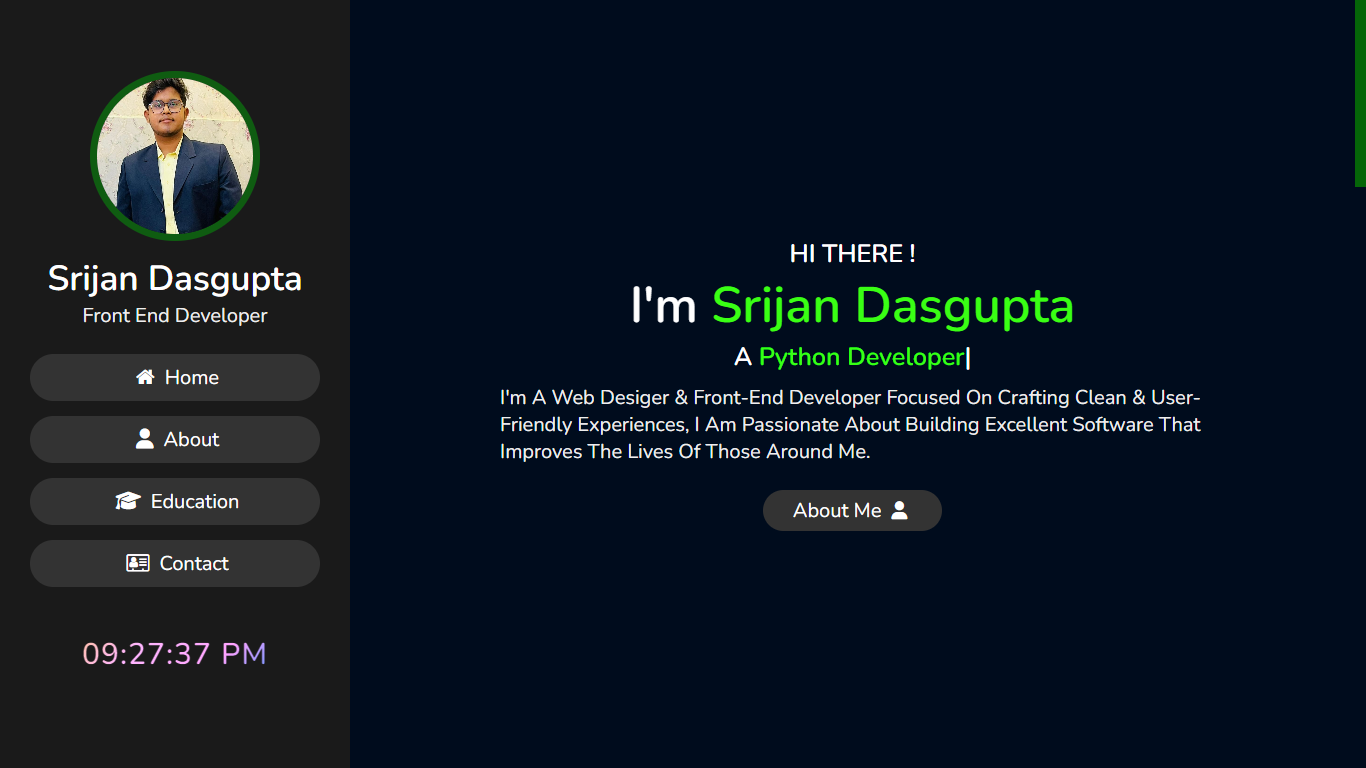 Srijan Dasgupta
Front End Developer
Home
About
Education
Contact
09:27:37 PM
HI THERE !
I'm Srijan Dasgupta
A Python Developer|
I'm A Web Desiger & Front-End Developer Focused On Crafting Clean & User-
Friendly Experiences, I Am Passionate About Building Excellent Software That
Improves The Lives Of Those Around Me.
About Me